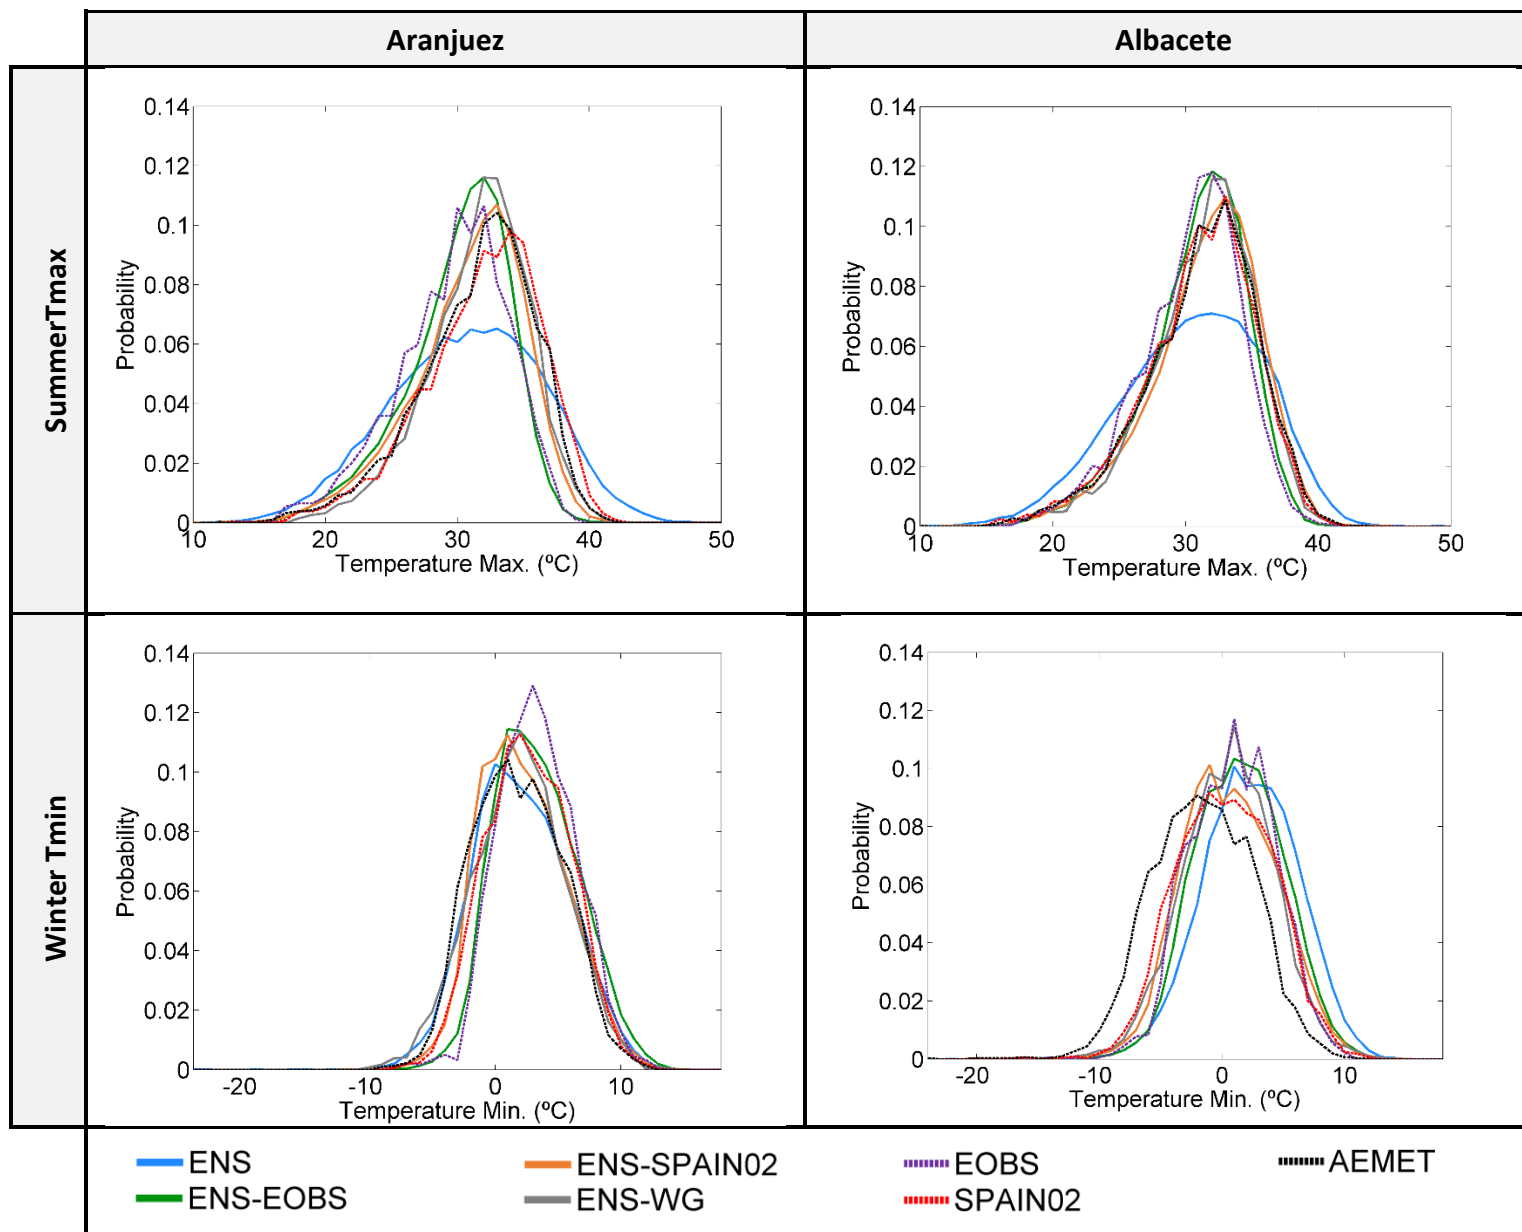 Aranjuez
Albacete
SummerTmax
0.14
0.12
0.1
0.08
0.06
0.04
0.02
0
Probability
10
20
30
40
50
Temperature Max. (ºC)
0.14
0.12
0.1
0.08
0.06
0.04
0.02
0
Probability
10
20
30
40
50
Temperature Max. (ºC)
Winter Tmin
0.14
0.12
0.1
0.08
0.06
0.04
0.02
0
Probability
-20
-10
0
10
Temperature Min. (ºC)
0.14
0.12
0.1
0.08
0.06
0.04
0.02
0
Probability
-20
-10
0
10
Temperature Min. (ºC)
ENS
ENS-SPAIN02
EOBS
AEMET
ENS-EOBS
ENS-WG
SPAIN02